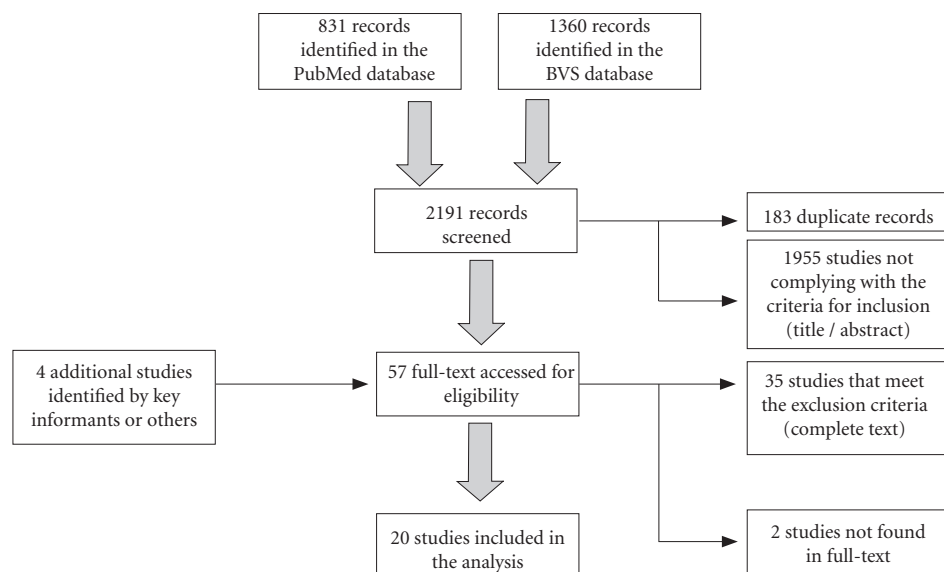 831 records
identified in the
PubMed database
1360 records
identified in the
BVS database
2191 records
screened
183 duplicate records
1955 studies not
complying with the
criteria for inclusion
(title / abstract)
4 additional studies
identified by key
informants or others
57 full-text accessed for
eligibility
35 studies that meet
the exclusion criteria
(complete text)
20 studies included in
the analysis
2 studies not found
in full-text